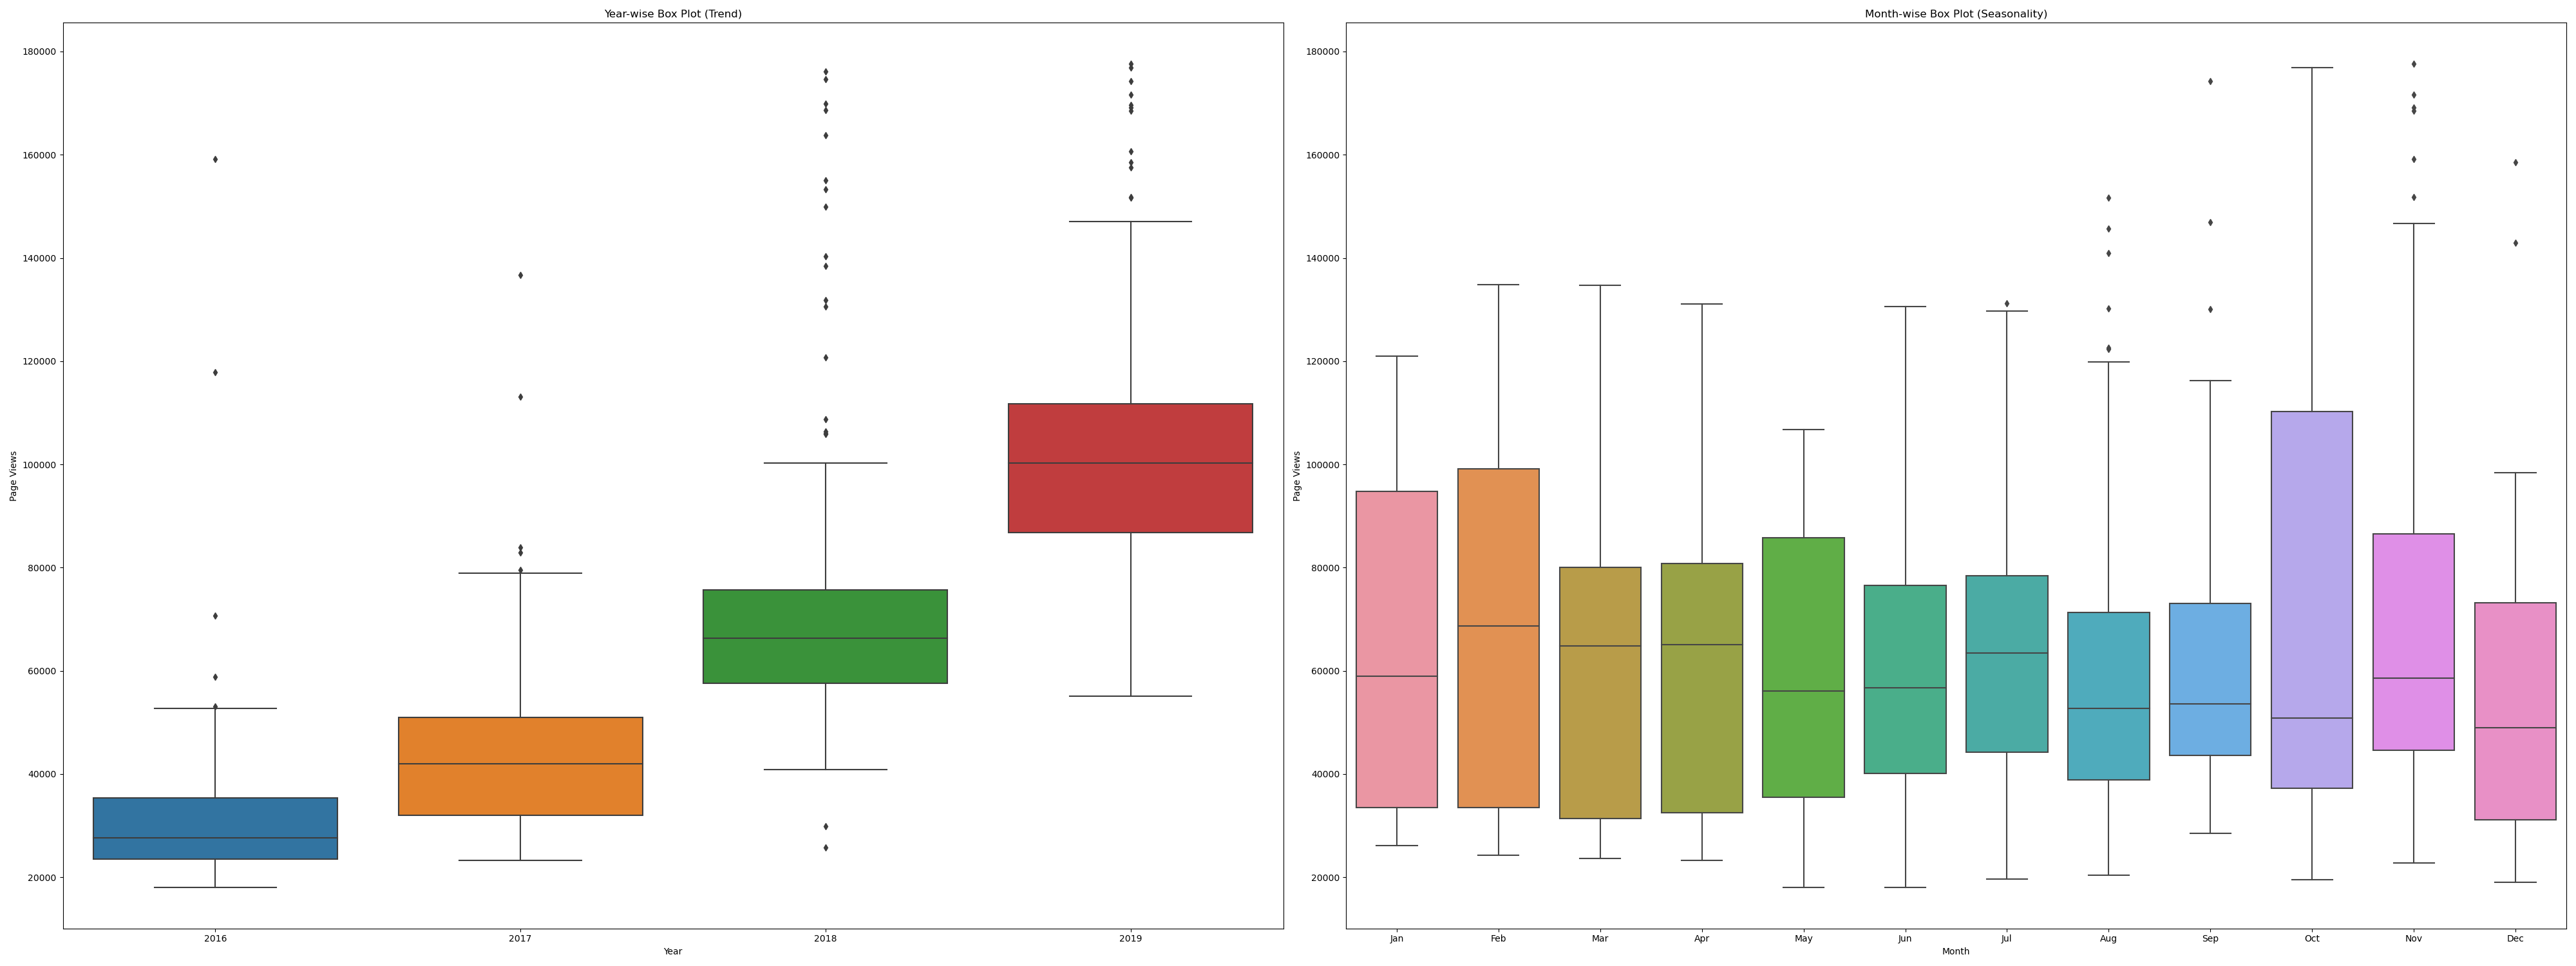 Year-wise Box Plot (Trend)
180000
160000
140000
120000
100000
80000
60000
40000
20000
Page Views
2016 2017 2018 2019
Year
Month-wise Box Plot (Seasonality)
180000
160000
140000
120000
100000
80000
60000
40000
20000
Page Views
Jan Feb Mar Apr May Jun Jul Aug Sep Oct Nov Dec
Month